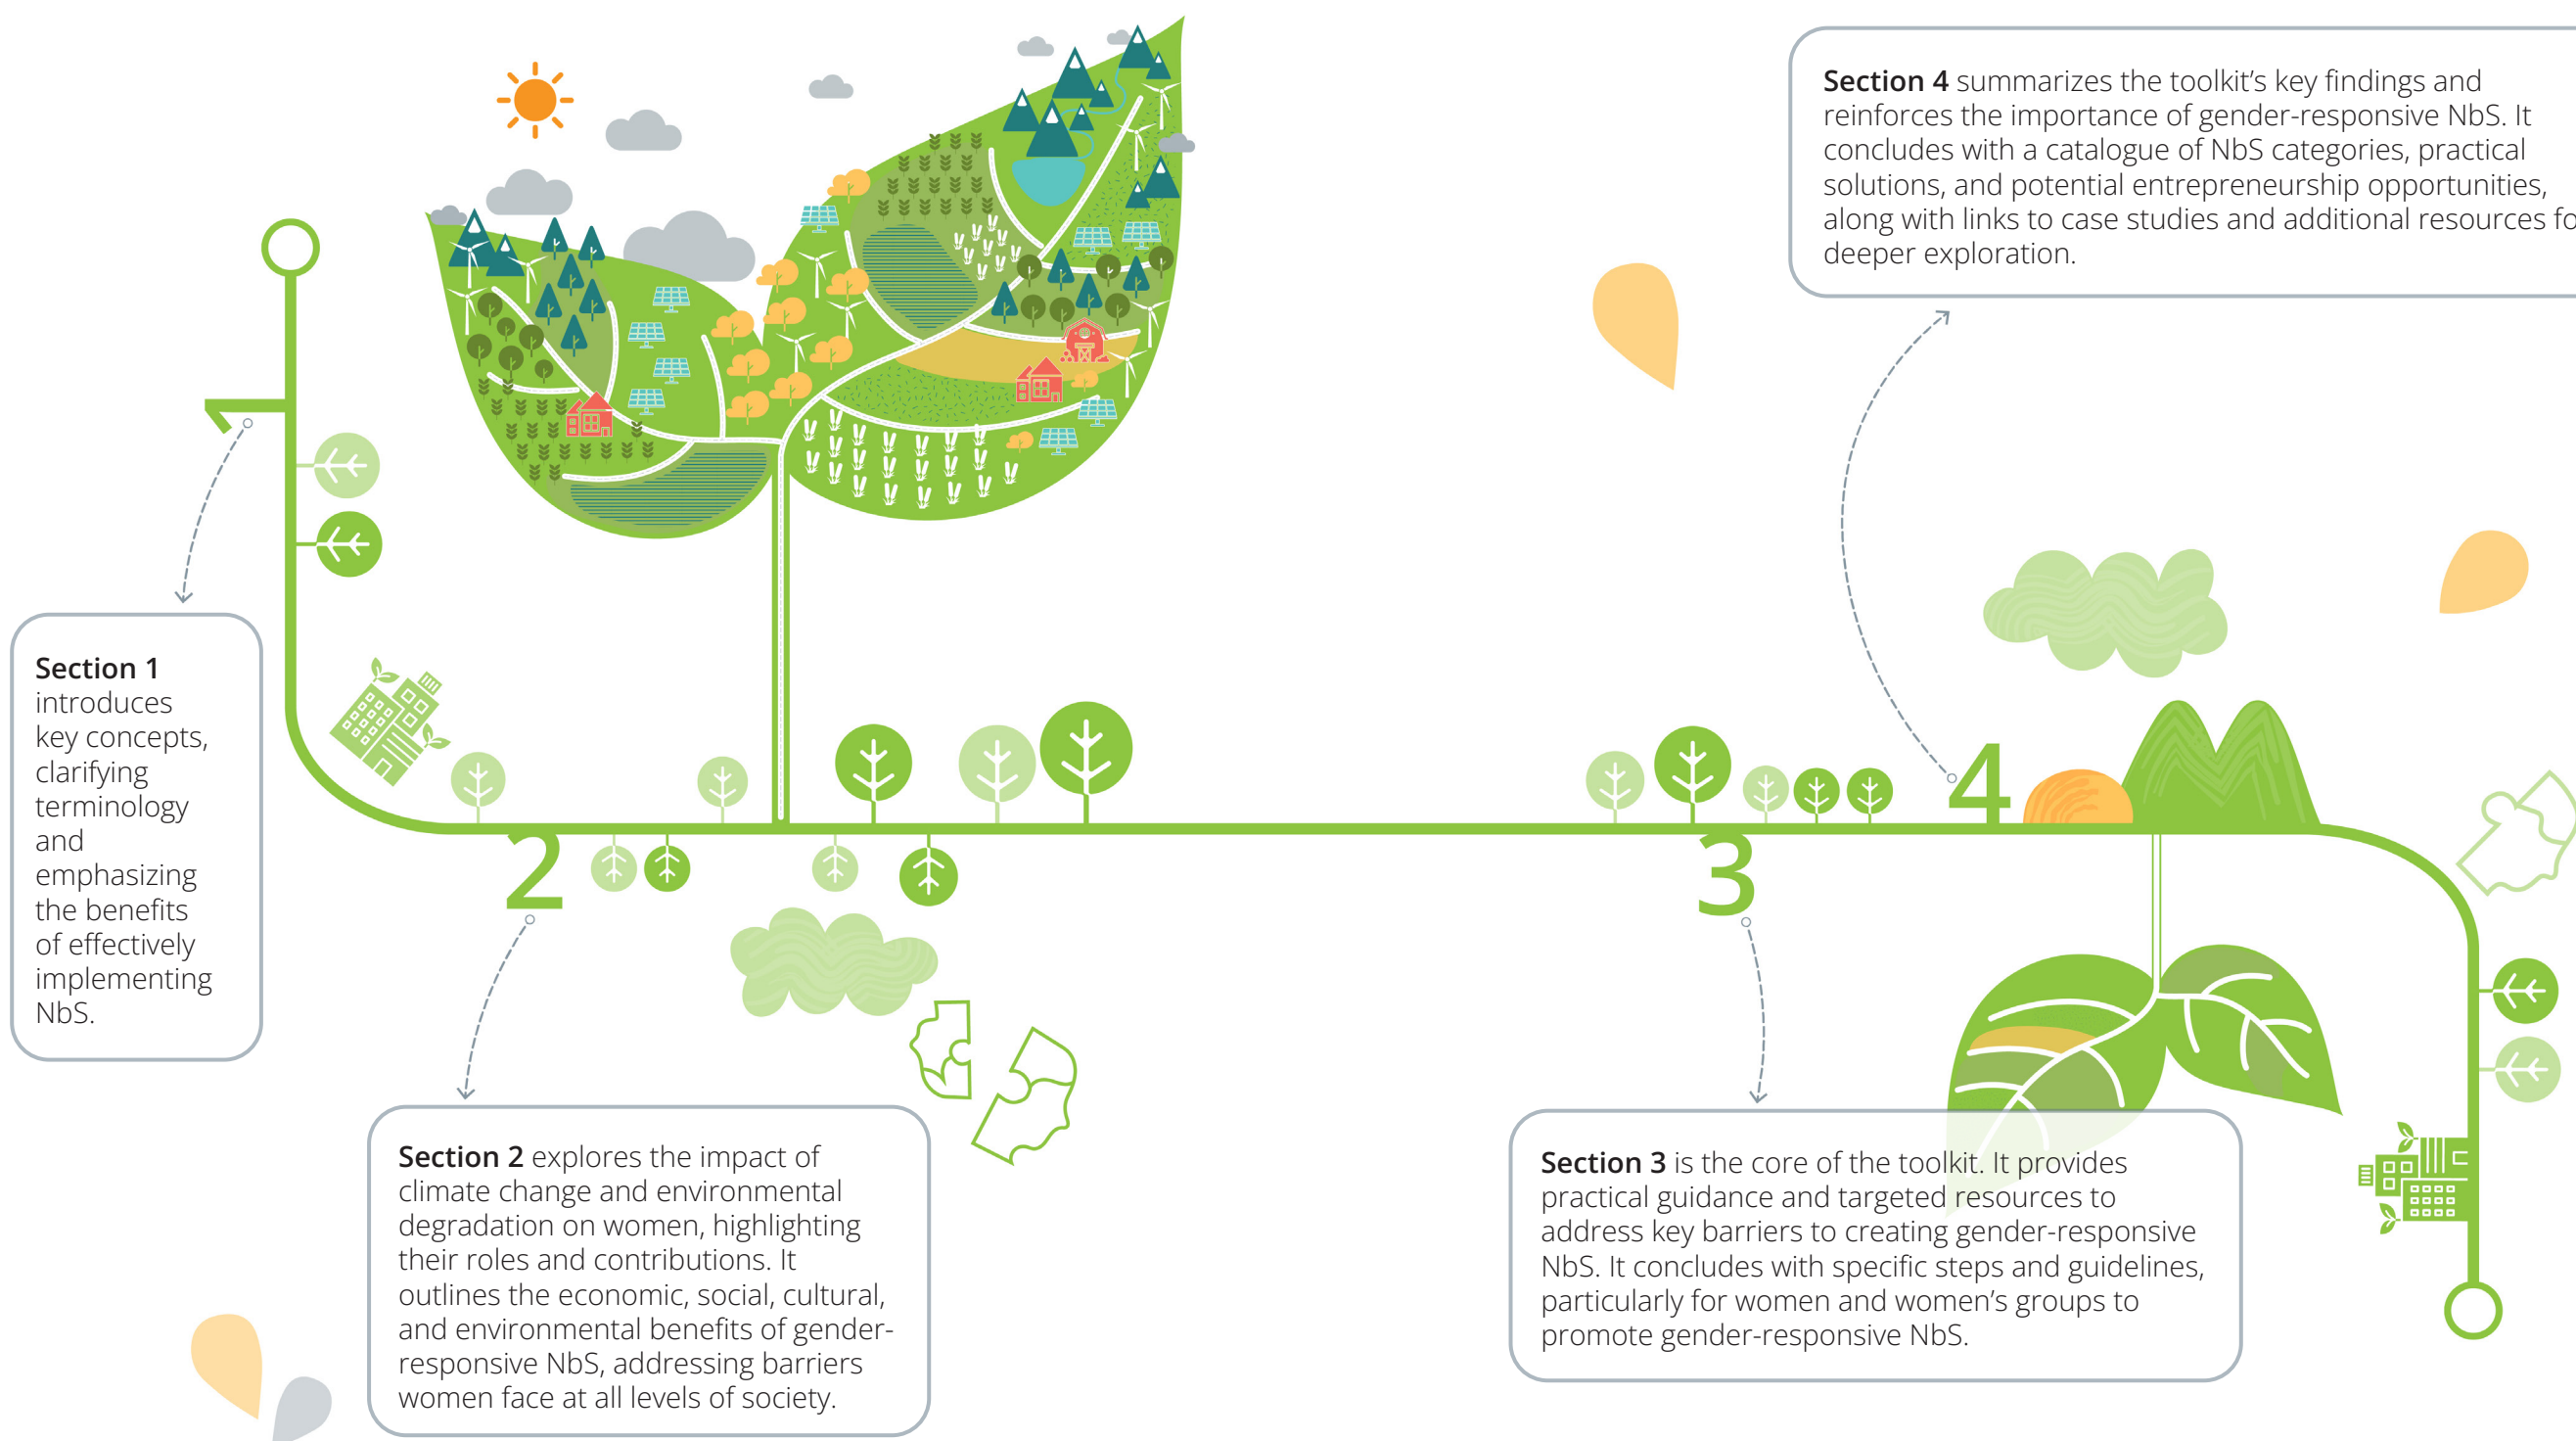 1
Section 1
introduces
key concepts,
clarifying
terminology
and
emphasizing
the benefits
of effectively
implementing
NbS.
2
Section 2 explores the impact of
climate change and environmental
degradation on women, highlighting
their roles and contributions. It
outlines the economic, social, cultural,
and environmental benefits of gender-
responsive NbS, addressing barriers
women face at all levels of society.
3
Section 3 is the core of the toolkit. It provides
practical guidance and targeted resources to
address key barriers to creating gender-responsive
NbS. It concludes with specific steps and guidelines,
particularly for women and women’s groups to
promote gender-responsive NbS.
4
Section 4 summarizes the toolkit’s key findings and
reinforces the importance of gender-responsive NbS. It
concludes with a catalogue of NbS categories, practical
solutions, and potential entrepreneurship opportunities,
along with links to case studies and additional resources
deeper exploration.